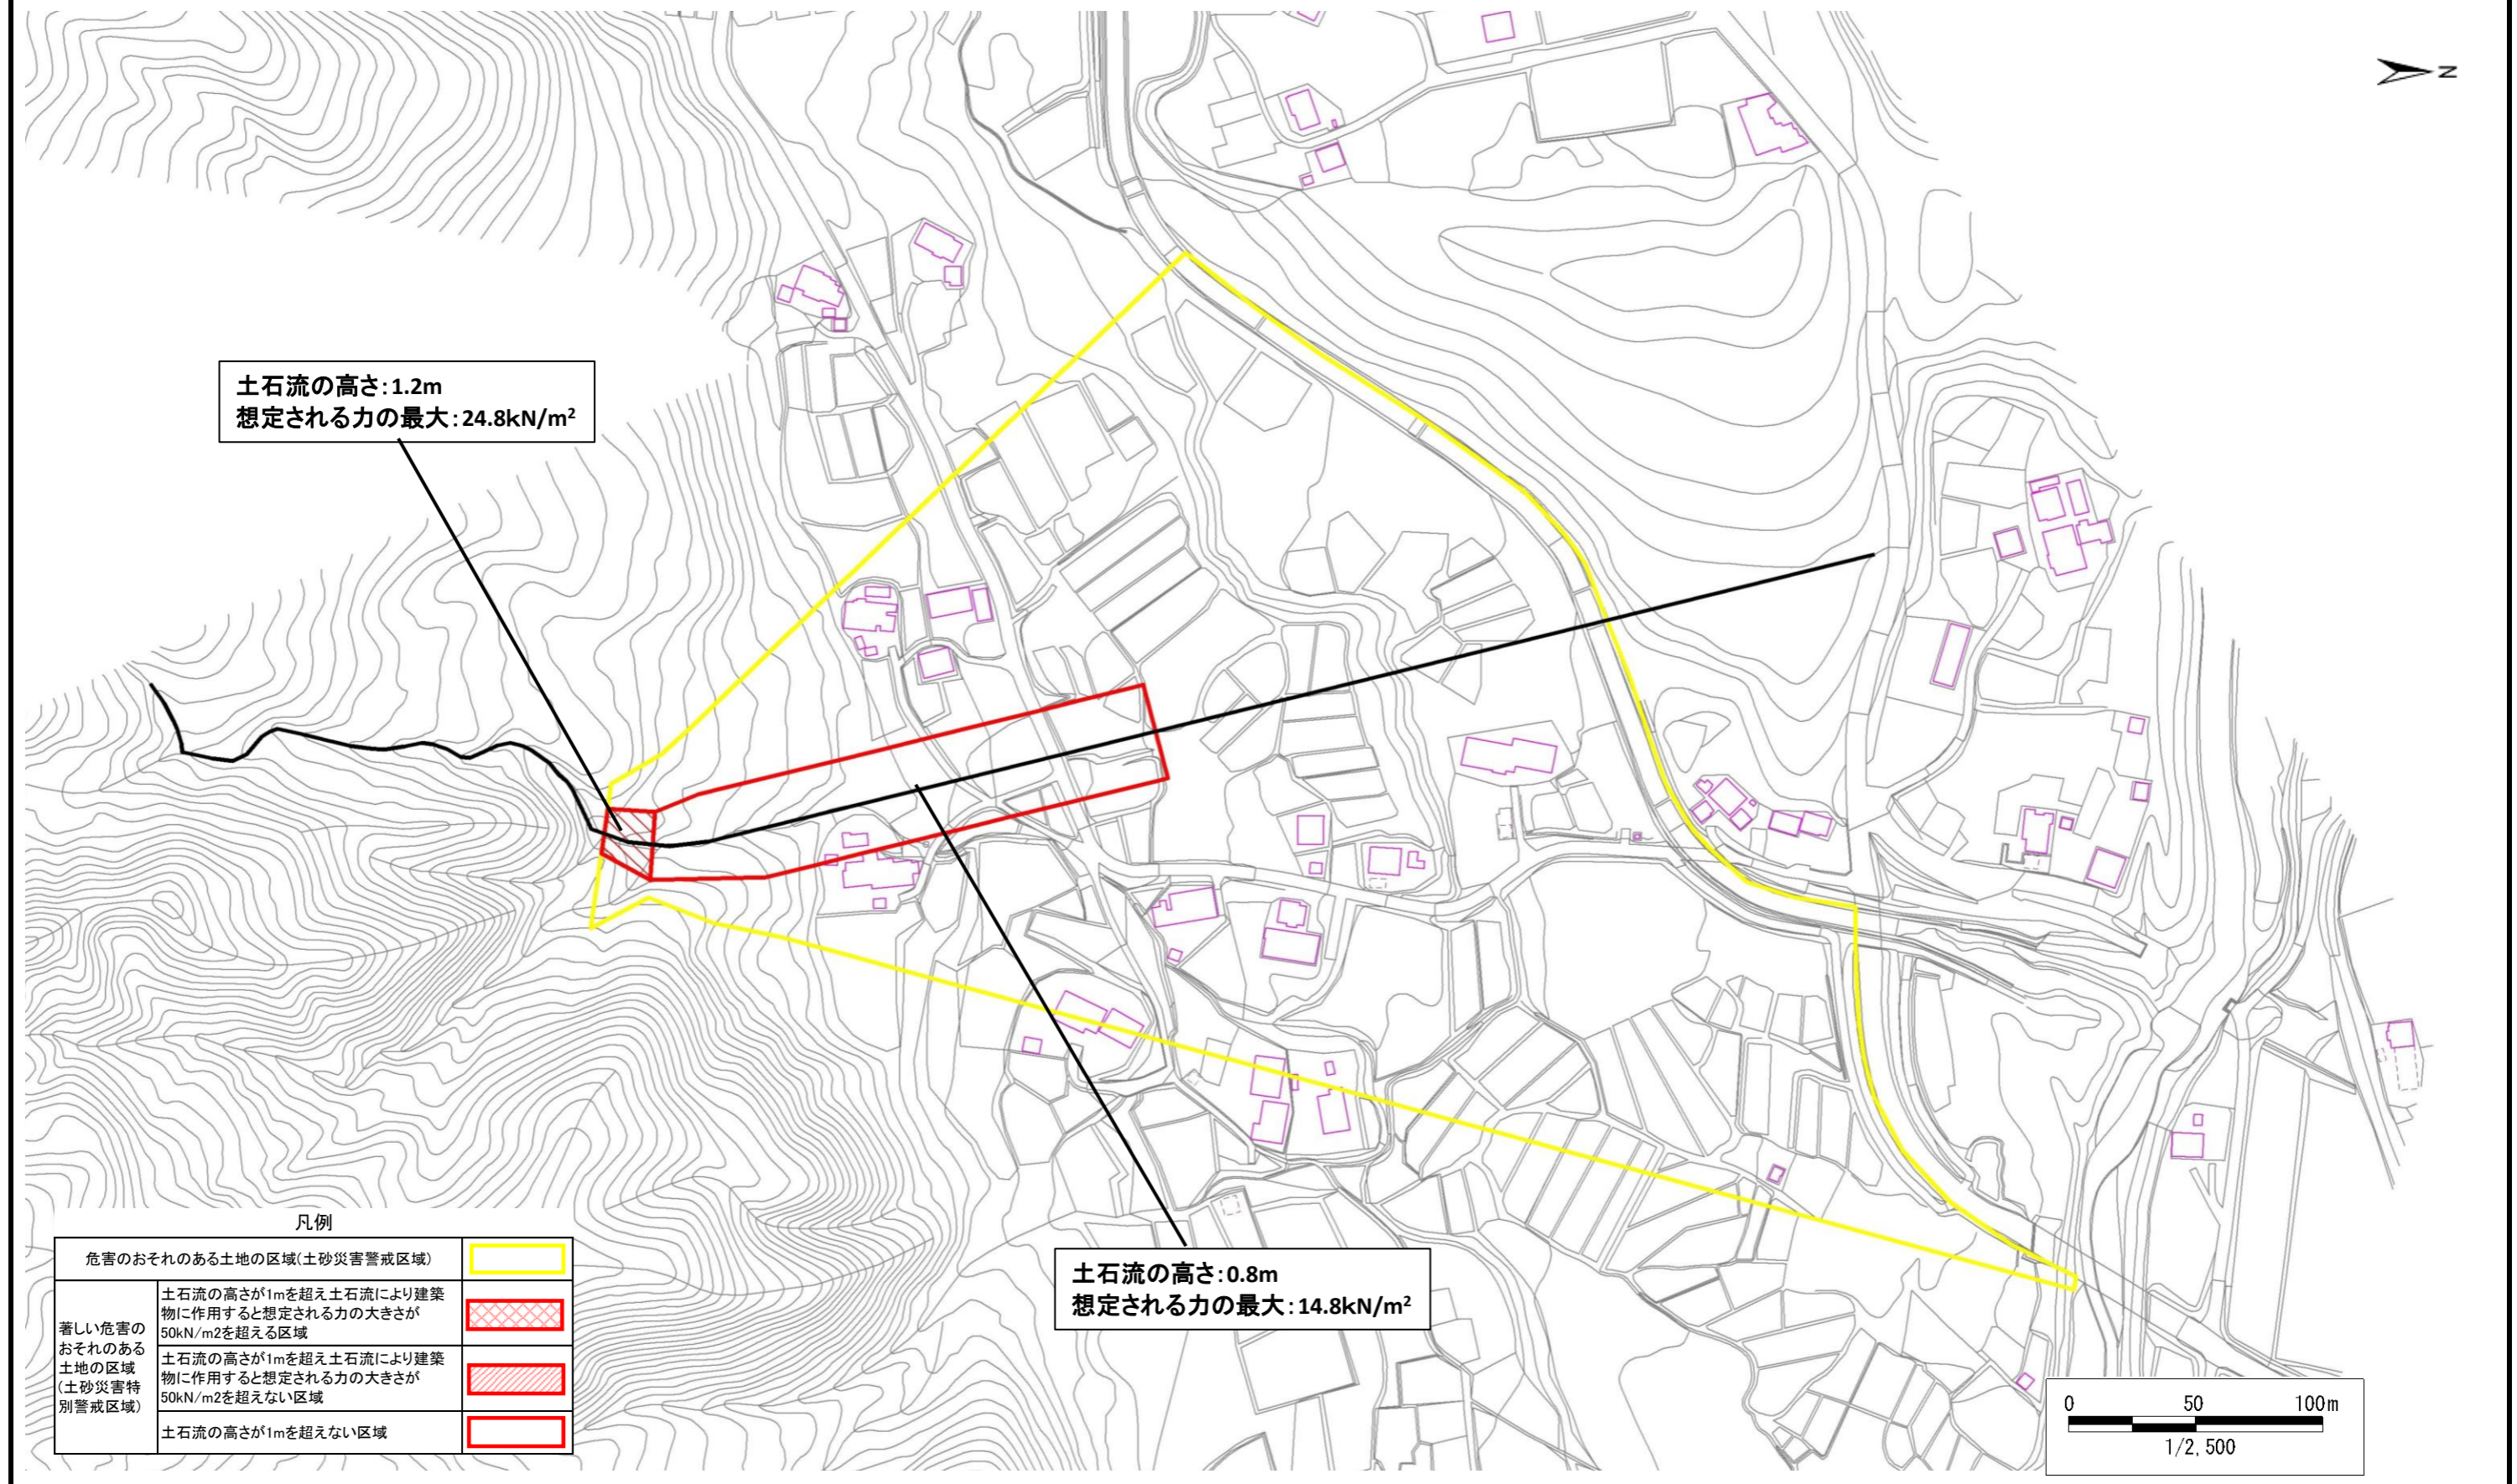 N
土石流の高さ:1.2m
想定される力の最大:24.8kN/m²
土石流の高さ:0.8m
想定される力の最大:14.8kN/m²
凡例
危害のおそれのある土地の区域(土砂災害警戒区域)
著しい危害の
おそれのある
土地の区域
(土砂災害特
別警戒区域)
土石流の高さが1mを超え土石流により建築
物に作用すると想定される力の大きさが
50kN/m2を超える区域
土石流の高さが1mを超え土石流により建築
物に作用すると想定される力の大きさが
50kN/m2を超えない区域
土石流の高さが1mを超えない区域
0 50 100m
1/2,500